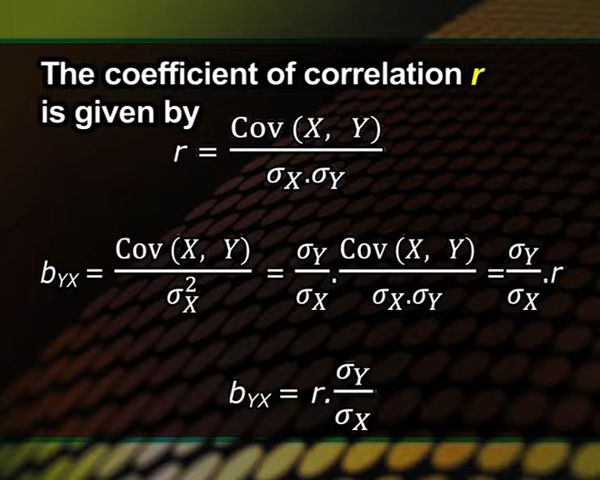 The coefficient of correlation r
is given by
r = Cov (X, Y) / σX.σY
bYX = Cov (X, Y) / σX² = σY/σX . Cov (X, Y) / σX.σY = σY/σX .r
bYX = r. σY/σX